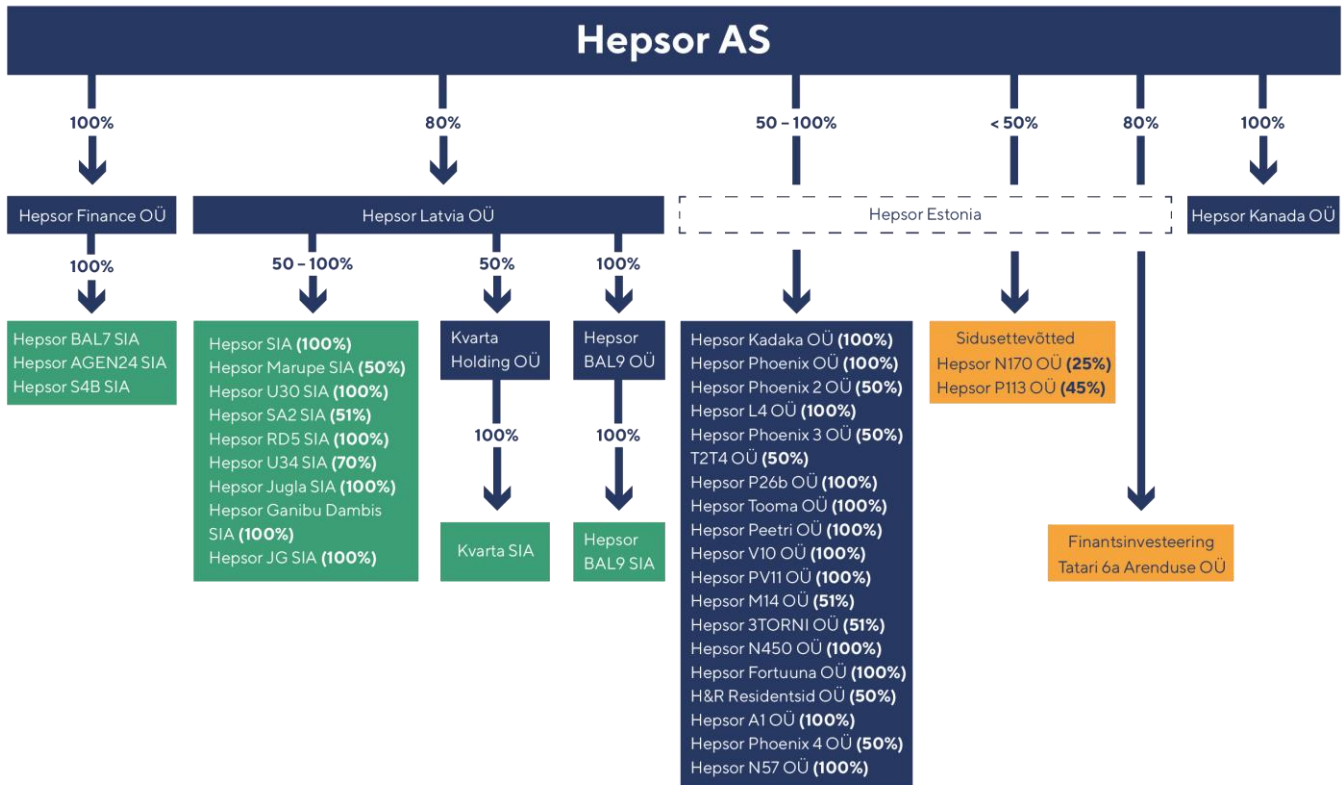 Hepsor AS
100%
80%
50 – 100%
< 50%
80%
100%
Hepsor Finance OÜ
Hepsor Latvia OÜ
Hepsor Estonia
Hepsor Kanada OÜ
100%
50 – 100%
50%
100%
Hepsor BAL7 SIA
Hepsor AGEN24 SIA
Hepsor S4B SIA
Hepsor SIA (100%)
Hepsor Marupe SIA (50%)
Hepsor U30 SIA (100%)
Hepsor SA2 SIA (51%)
Hepsor RD5 SIA (100%)
Hepsor U34 SIA (70%)
Hepsor Jugla SIA (100%)
Hepsor Ganibu Dambis
SIA (100%)
Hepsor JG SIA (100%)
Kvarta
Holding OÜ
100%
Kvarta SIA
Hepsor
BAL9 OÜ
100%
Hepsor
BAL9 SIA
Hepsor Kadaka OÜ (100%)
Hepsor Phoenix OÜ (100%)
Hepsor Phoenix 2 OÜ (50%)
Hepsor L4 OÜ (100%)
Hepsor Phoenix 3 OÜ (50%)
T2T4 OÜ (50%)
Hepsor P26b OÜ (100%)
Hepsor Tooma OÜ (100%)
Hepsor Peetri OÜ (100%)
Hepsor V10 OÜ (100%)
Hepsor PV11 OÜ (100%)
Hepsor M14 OÜ (51%)
Hepsor 3TORNI OÜ (51%)
Hepsor N450 OÜ (100%)
Hepsor Fortuuna OÜ (100%)
H&R Residentsid OÜ (50%)
Hepsor A1 OÜ (100%)
Hepsor Phoenix 4 OÜ (50%)
Hepsor N57 OÜ (100%)
Sidusettevõtted
Hepsor N170 OÜ (25%)
Hepsor P113 OÜ (45%)
Finantsinvesteering
Tatari 6a Arenduse OÜ